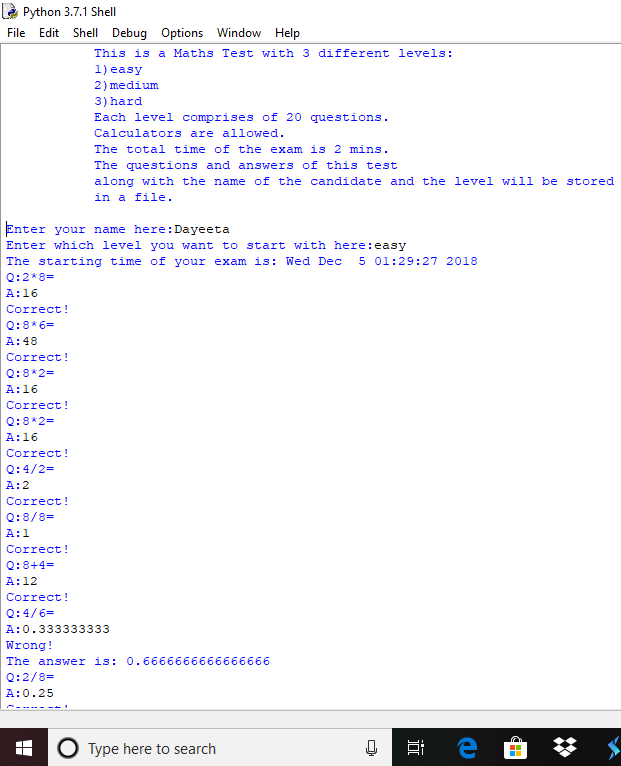 Python 3.7.1 Shell
File Edit Shell Debug Options Window Help
This is a Maths Test with 3 different levels:
1)easy
2)medium
3)hard
Each level comprises of 20 questions.
Calculators are allowed.
The total time of the exam is 2 mins.
The questions and answers of this test
along with the name of the candidate and the level will be stored
in a file.
Enter your name here:Dayeeta
Enter which level you want to start with here:easy
The starting time of your exam is: Wed Dec  5 01:29:27 2018
Q:2*8=
A:16
Correct!
Q:8*6=
A:48
Correct!
Q:8*2=
A:16
Correct!
Q:8*2=
A:16
Correct!
Q:4/2=
A:2
Correct!
Q:8/8=
A:1
Correct!
Q:8+4=
A:12
Correct!
Q:4/6=
A:0.333333333
Wrong!
The answer is: 0.6666666666666666
Q:2/8=
A:0.25
Correct!
Type here to search